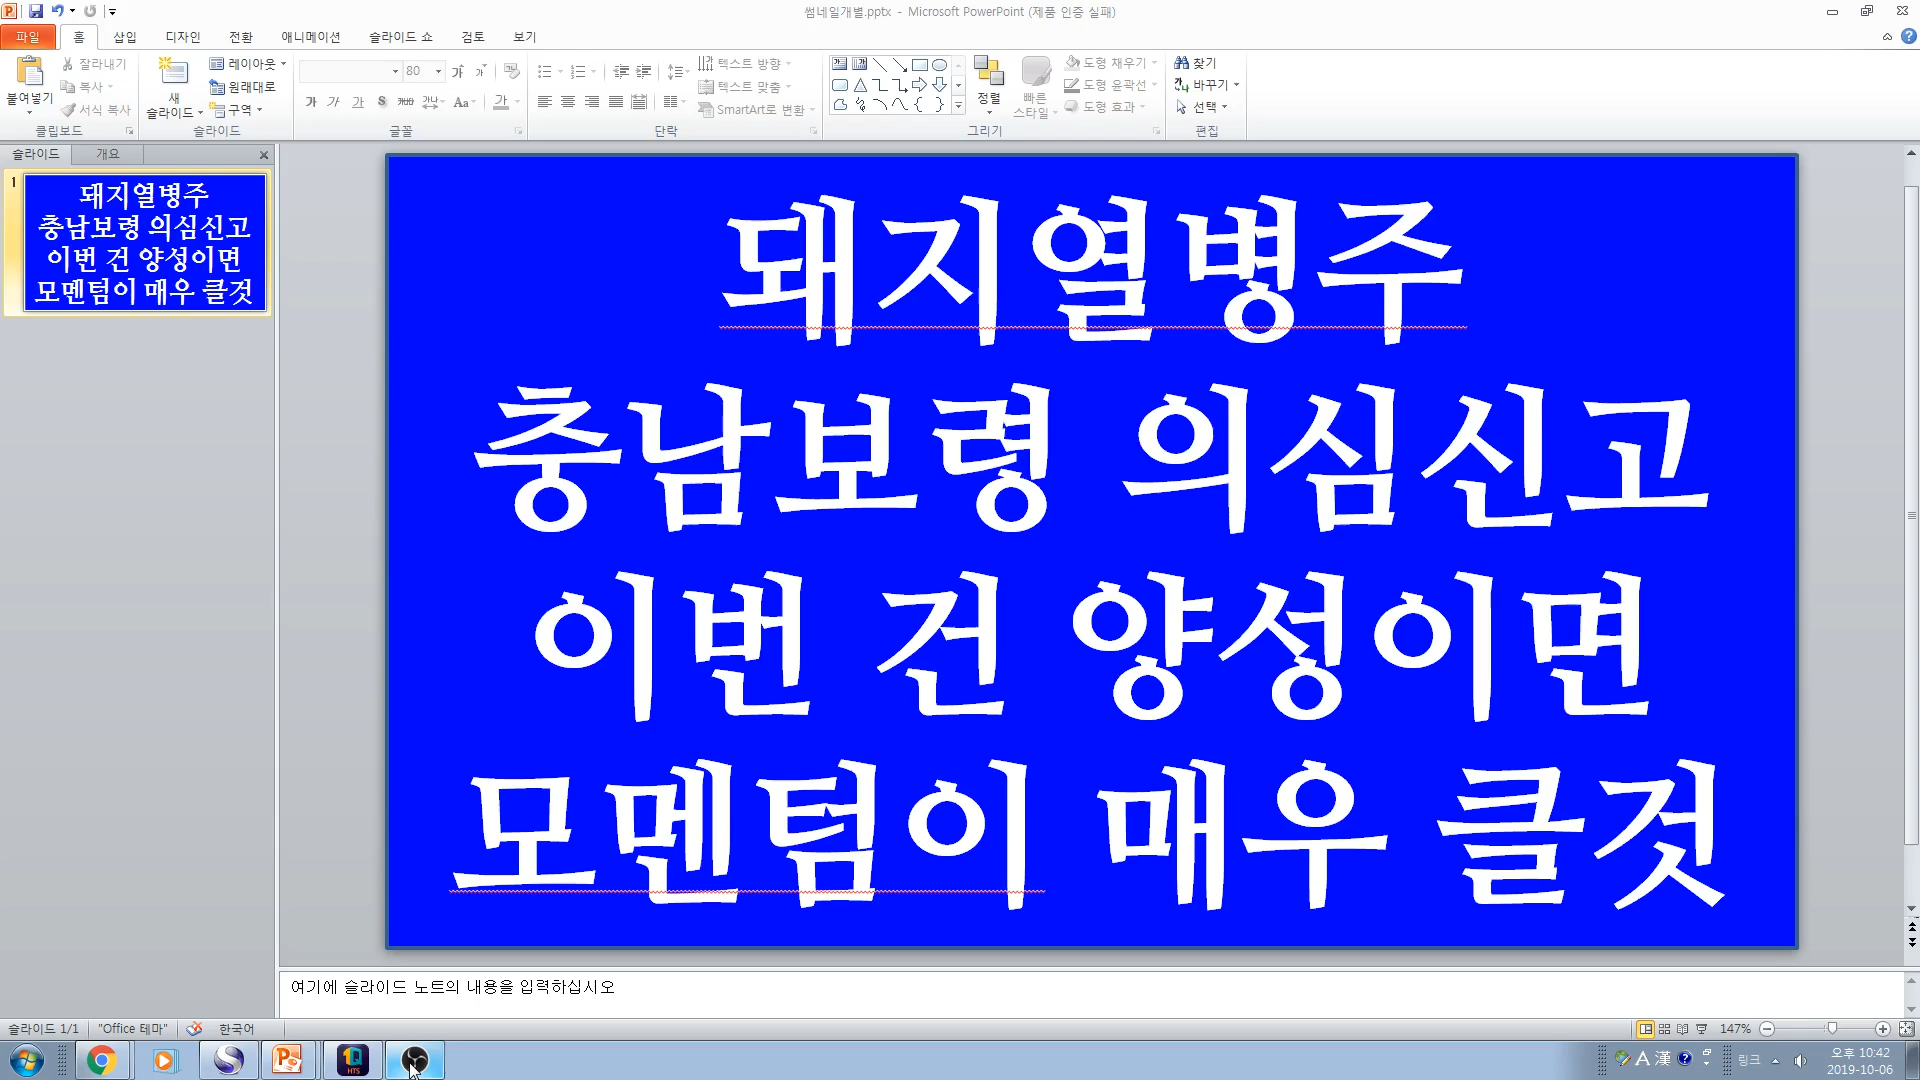 썸네일개별.pptx - Microsoft PowerPoint (제품 인증 실패)
파일 홈 삽입 디자인 전환 애니메이션 슬라이드 쇼 검토 보기
잘라내기
복사
서식 복사
붙여넣기
클립보드
새
슬라이드
레이아웃
원래대로
구역
슬라이드
80
가 가 가 S 가나 Aa 가
글꼴
텍스트 방향
텍스트 맞춤
SmartArt로 변환
단락
정렬
빠른
스타일
도형 채우기
도형 윤곽선
도형 효과
그리기
찾기
바꾸기
선택
편집
슬라이드 개요
1
돼지열병주
충남보령 의심신고
이번 건 양성이면
모멘텀이 매우 클것
돼지열병주
충남보령 의심신고
이번 건 양성이면
모멘텀이 매우 클것
여기에 슬라이드 노트의 내용을 입력하십시오
슬라이드 1/1 "Office 테마" 한국어
147%
HTS
A 漢
링크
오후 10:42
2019-10-06